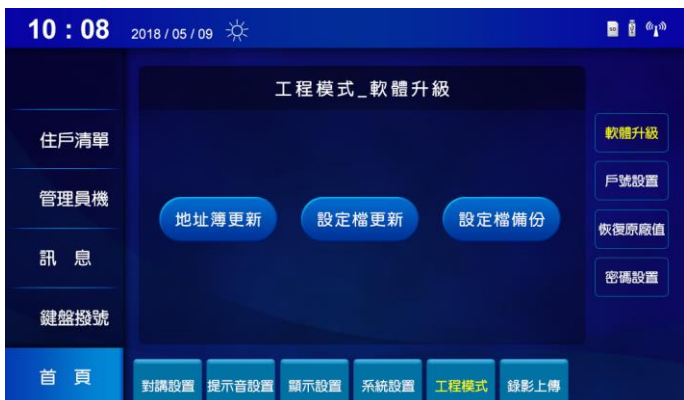 10 : 08 2018 / 05 / 09
工程模式_軟體升級
住戶清單
管理員機
訊 息
鍵盤撥號
首 頁
地址簿更新 設定檔更新 設定檔備份
軟體升級
戶號設置
恢復原廠值
密碼設置
對講設置 提示音設置 顯示設置 系統設置 工程模式 錄影上傳